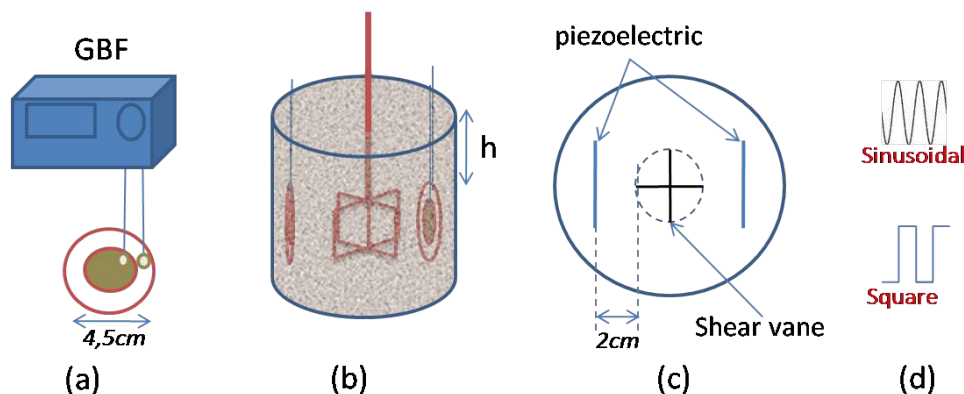 GBF
4,5cm
(a)
h
(b)
piezoelectric
2cm
Shear vane
(c)
Sinusoidal
Square
(d)